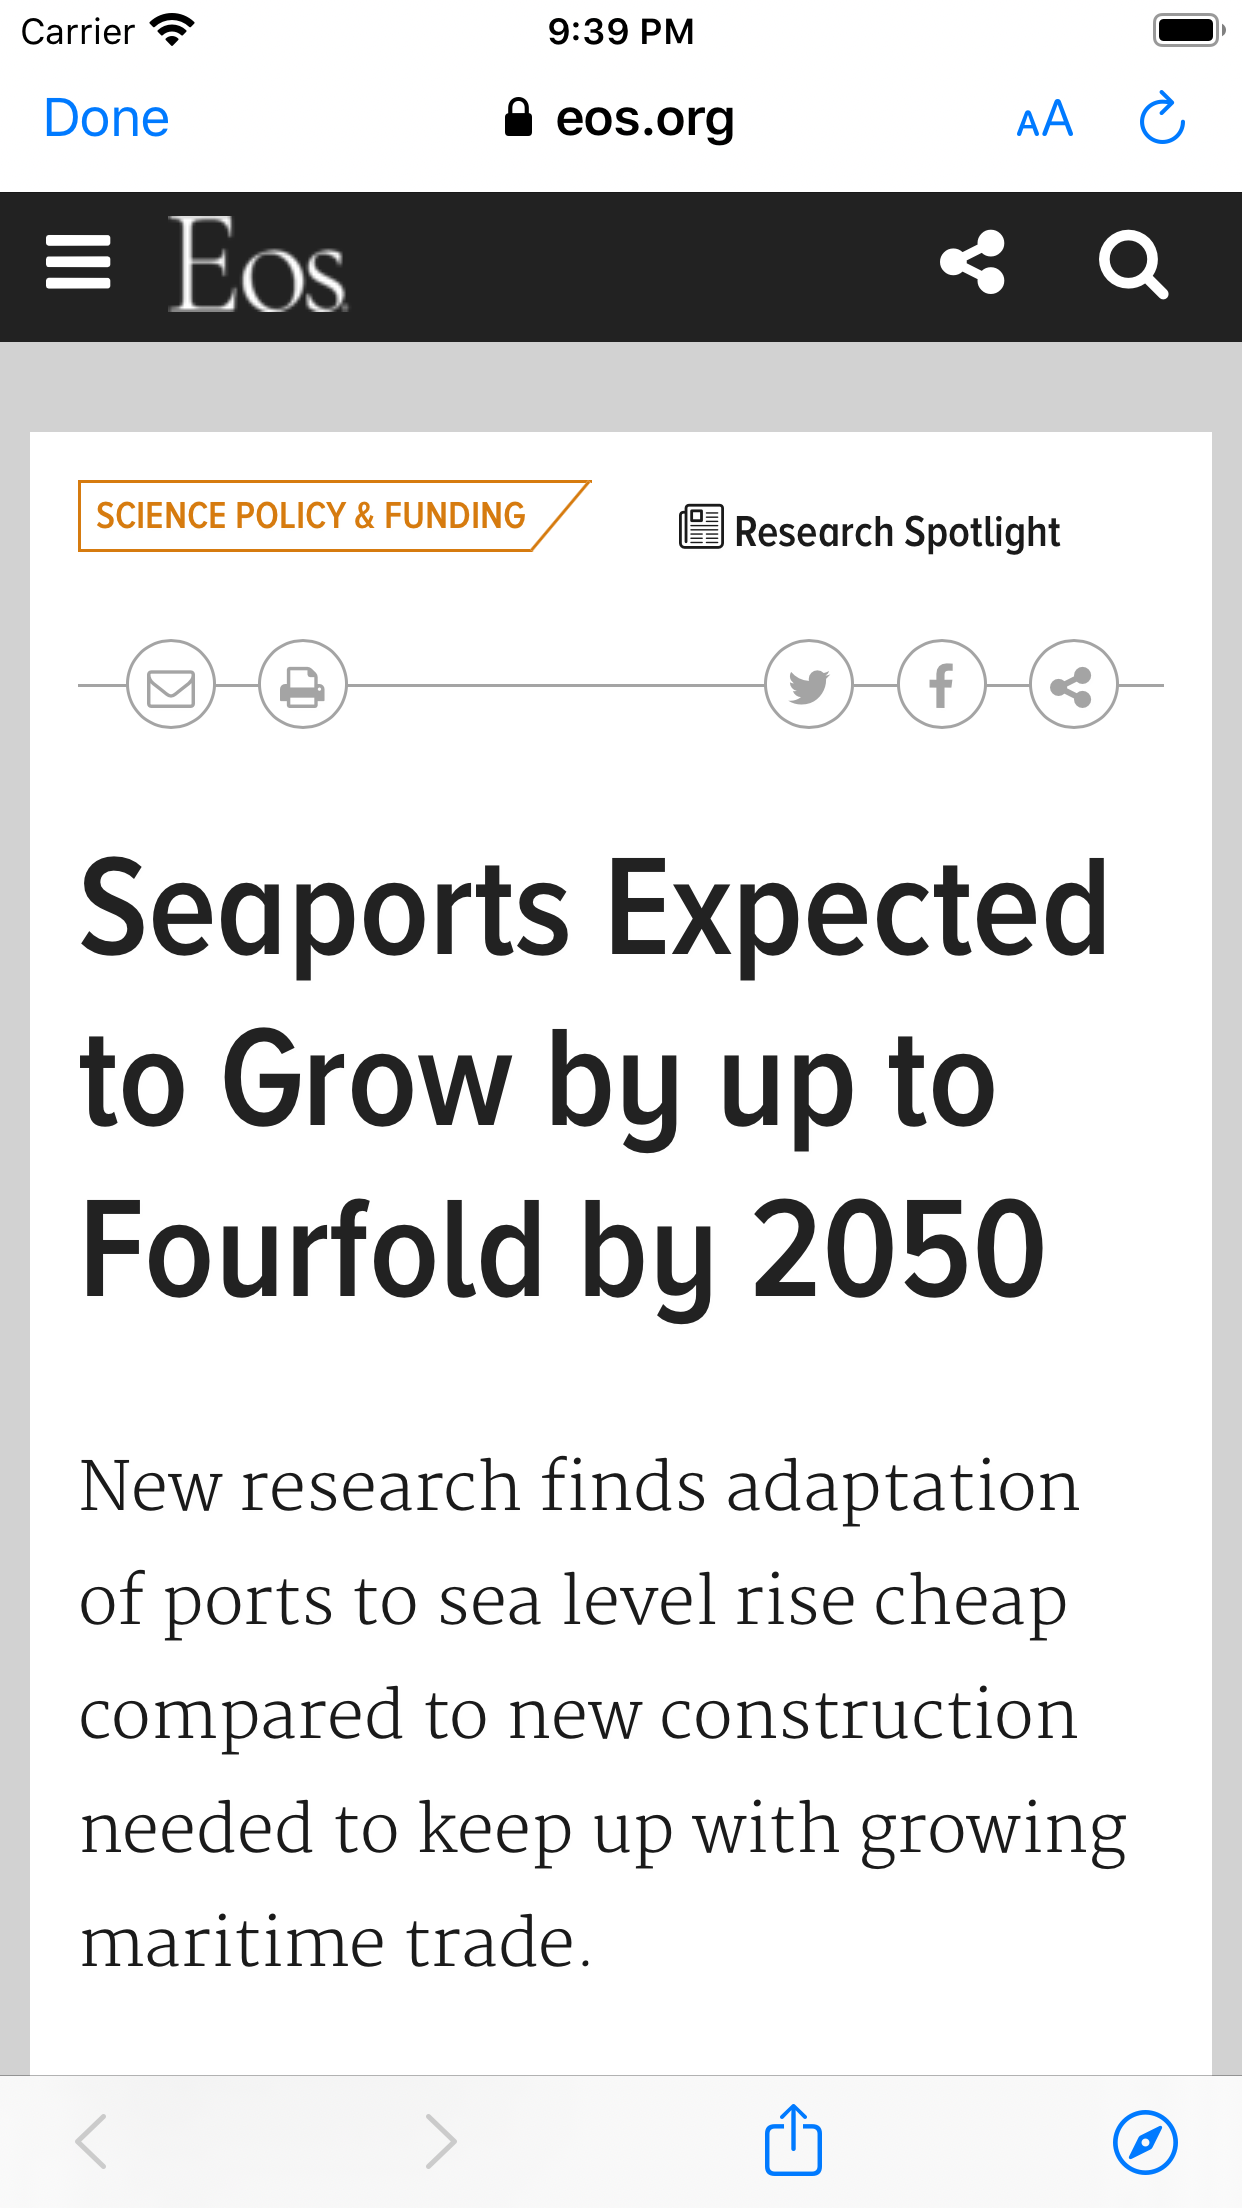 Carrier 9:39 PM
Done eos.org AA
Eos
SCIENCE POLICY & FUNDING
Research Spotlight
Seaports Expected
to Grow by up to
Fourfold by 2050
New research finds adaptation
of ports to sea level rise cheap
compared to new construction
needed to keep up with growing
maritime trade.